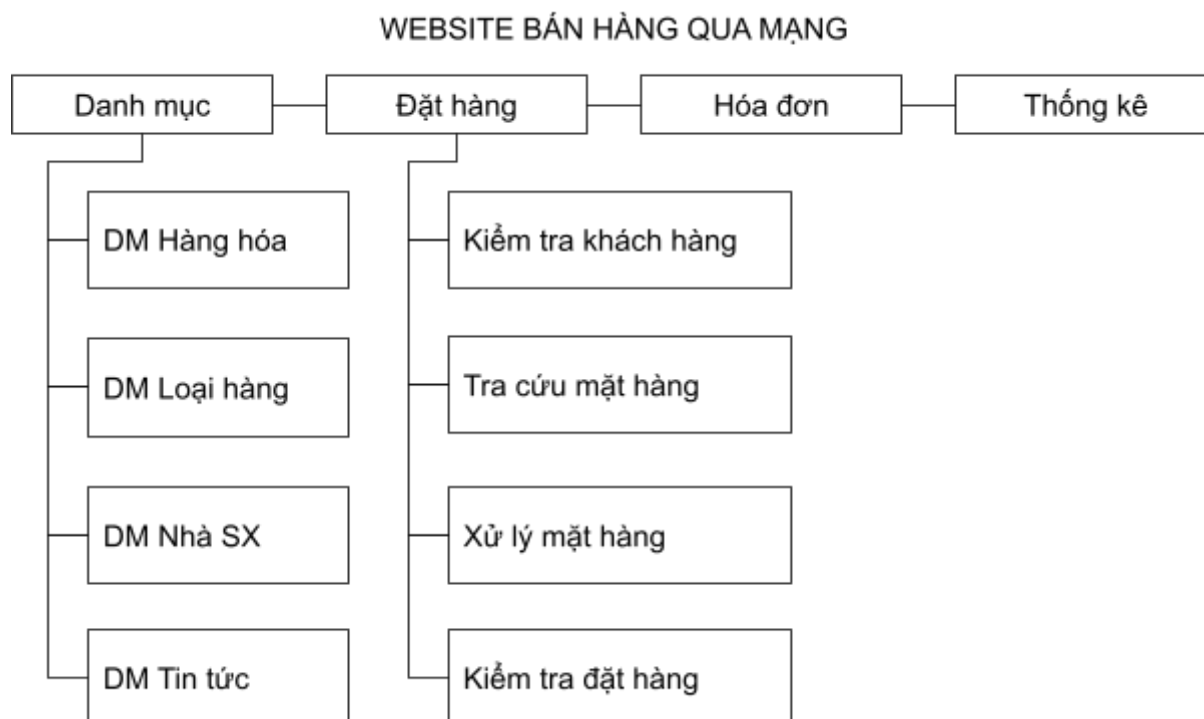 WEBSITE BÁN HÀNG QUA MẠNG
Danh mục
Đặt hàng
Hóa đơn
Thống kê
DM Hàng hóa
DM Loại hàng
DM Nhà SX
DM Tin tức
Kiểm tra khách hàng
Tra cứu mặt hàng
Xử lý mặt hàng
Kiểm tra đặt hàng